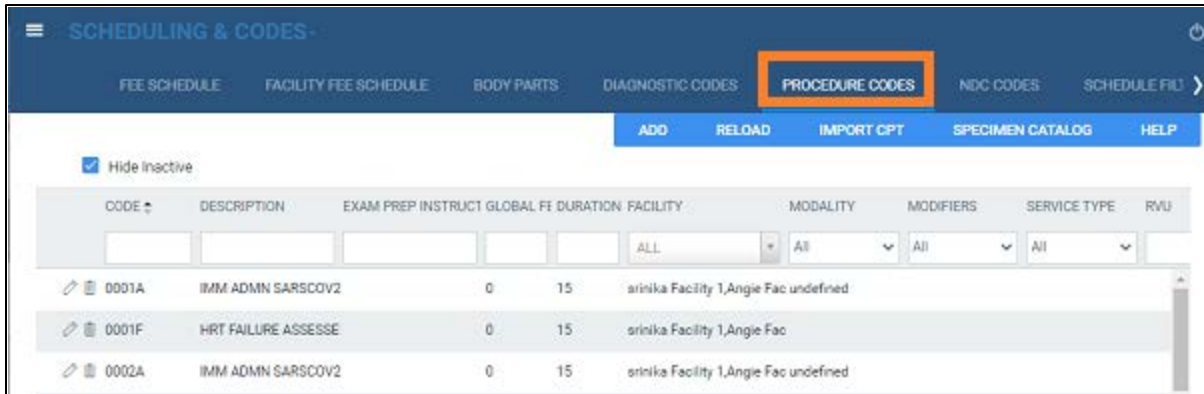 SCHEDULING & CODES-
FEE SCHEDULE FACILITY FEE SCHEDULE BODY PARTS DIAGNOSTIC CODES PROCEDURE CODES NDC CODES SCHEDULE FILT
ADD RELOAD IMPORT CPT SPECIMEN CATALOG HELP
Hide Inactive
CODE DESCRIPTION EXAM PREP INSTRUCT GLOBAL FE DURATION FACILITY MODALITY MODIFIERS SERVICE TYPE RVU
ALL All All All
0001A IMM ADMN SARSCOV2 0 15 srinika Facility 1,Angie Fac undefined
0001F HRT FAILURE ASSESSE 0 15 srinika Facility 1,Angie Fac
0002A IMM ADMN SARSCOV2 0 15 srinika Facility 1,Angie Fac undefined